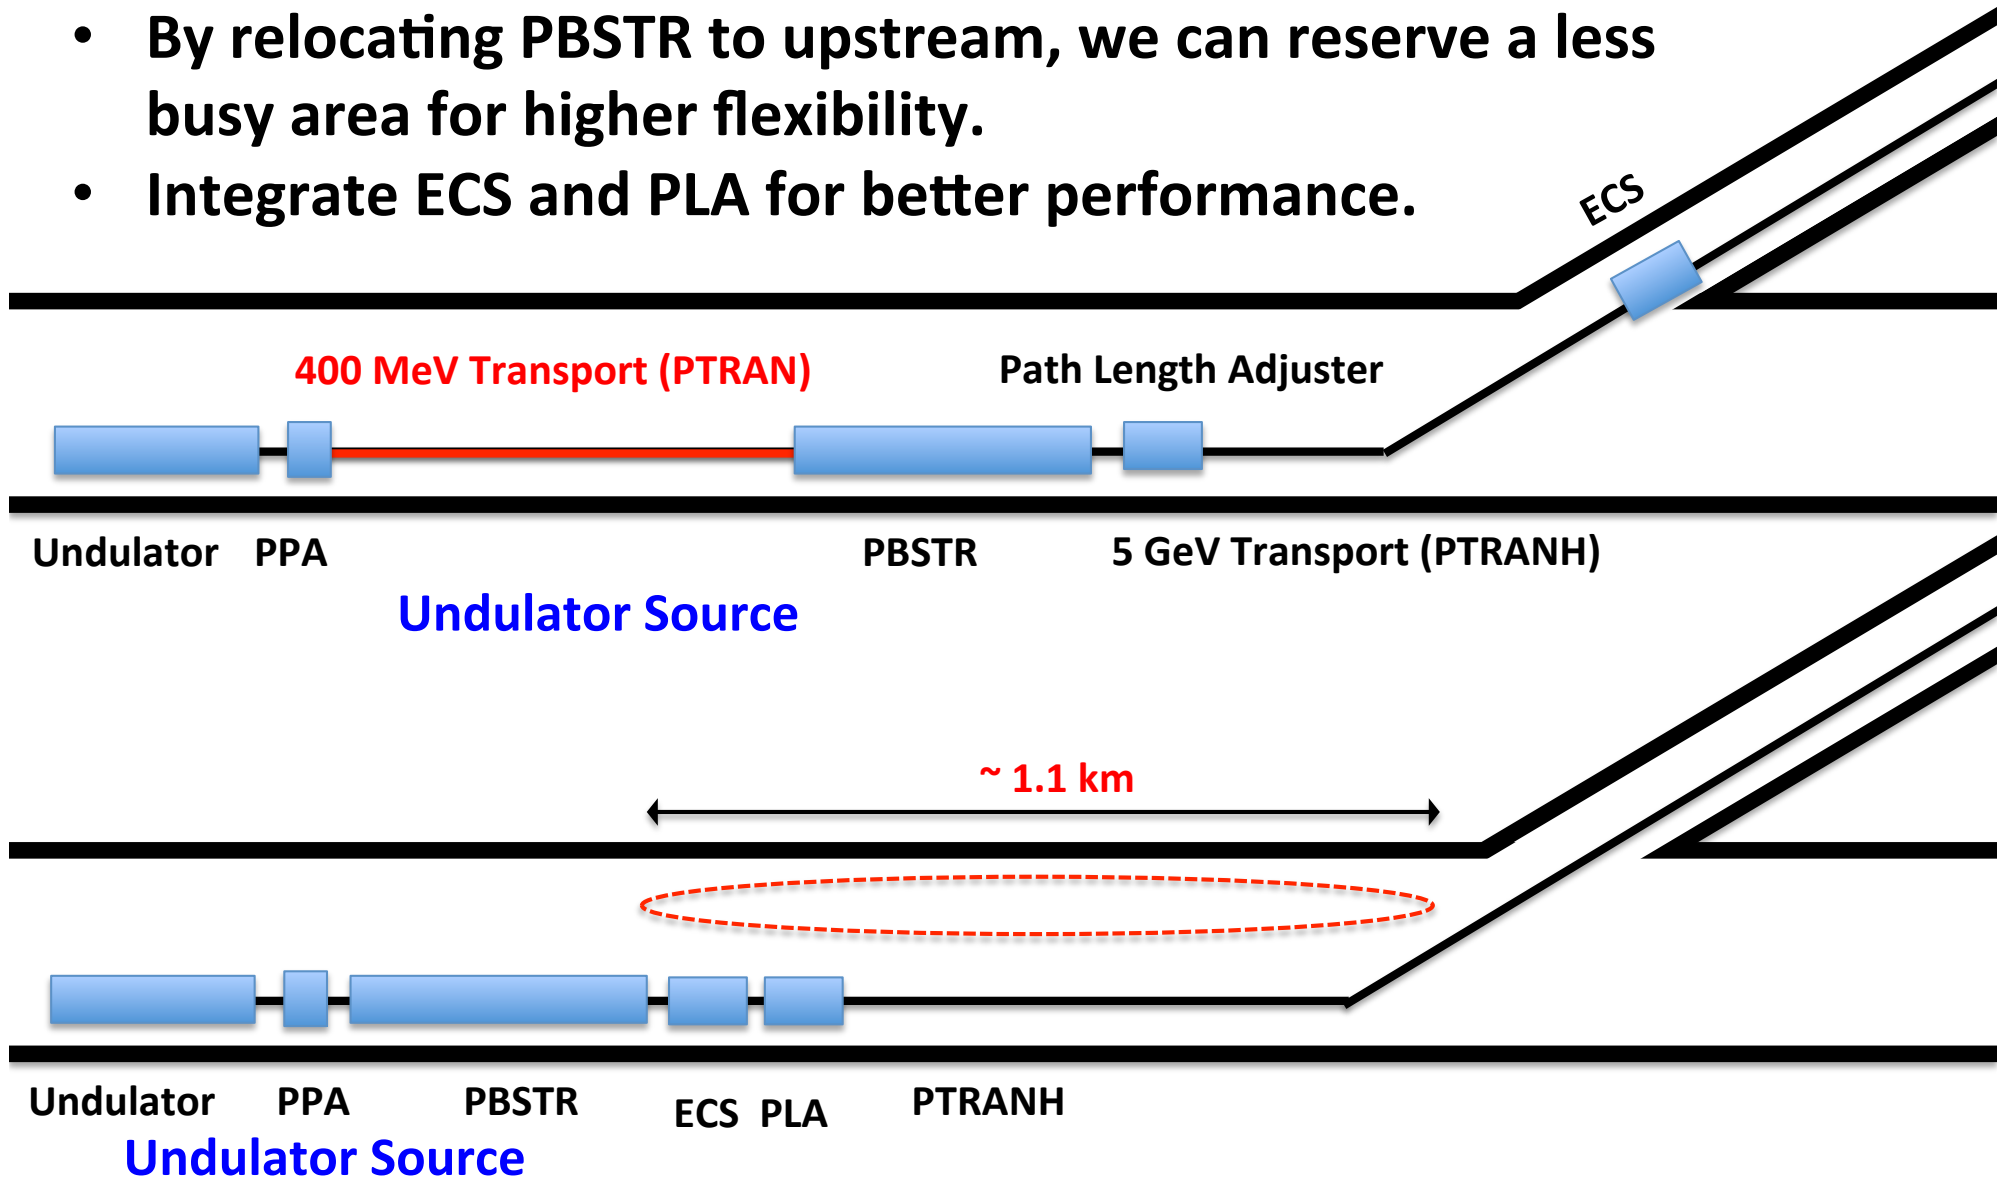 • By relocating PBSTR to upstream, we can reserve a less
busy area for higher flexibility.
• Integrate ECS and PLA for better performance.
ECS
400 MeV Transport (PTRAN)
Path Length Adjuster
Undulator PPA PBSTR 5 GeV Transport (PTRANH)
Undulator Source
~ 1.1 km
Undulator PPA PBSTR ECS PLA PTRANH
Undulator Source